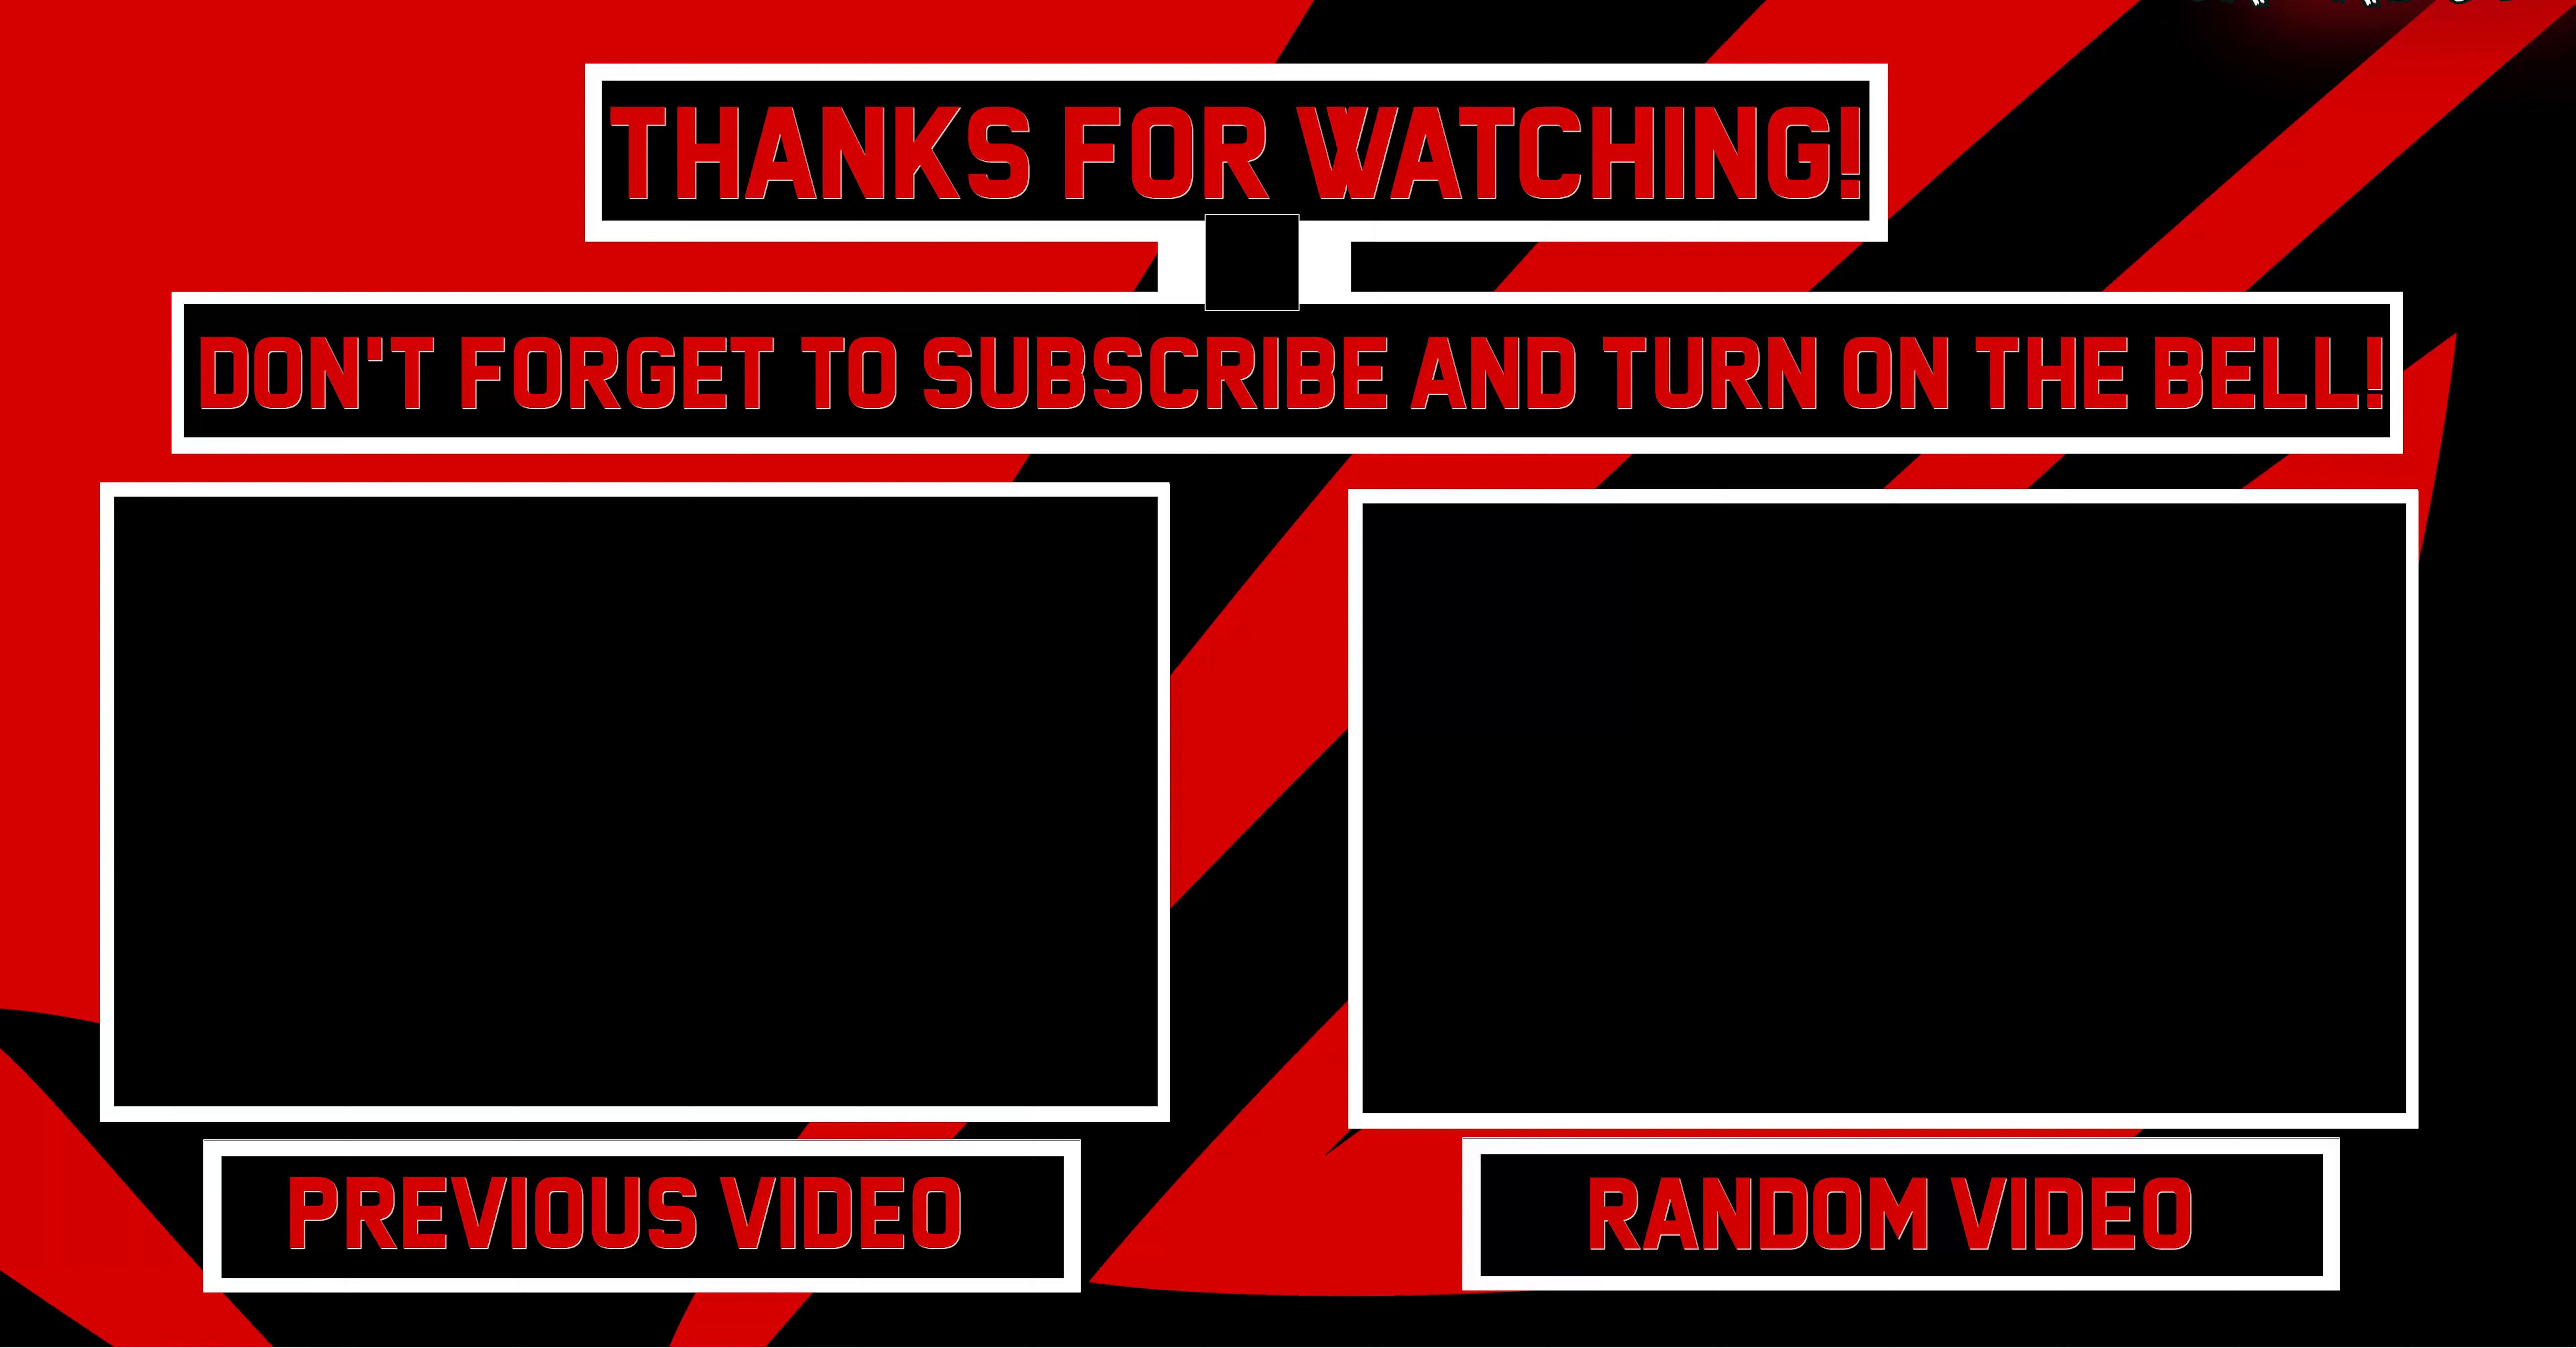 THANKS FOR WATCHING!
DON'T FORGET TO SUBSCRIBE AND TURN ON THE BELL!
PREVIOUS VIDEO
RANDOM VIDEO